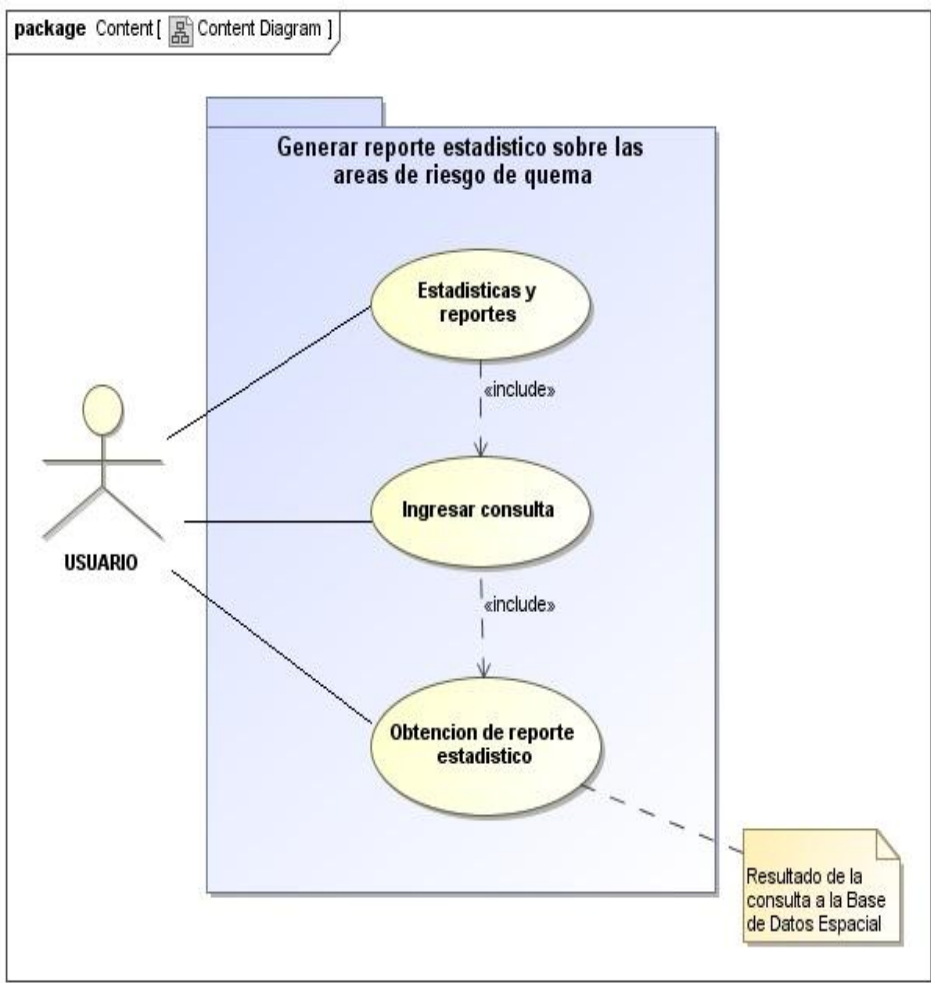 package Content [ Content Diagram ]
Generar reporte estadistico sobre las
areas de riesgo de quema
Estadisticas y
reportes
«include»
Ingresar consulta
USUARIO
«include»
Obtencion de reporte
estadistico
Resultado de la
consulta a la Base
de Datos Espacial